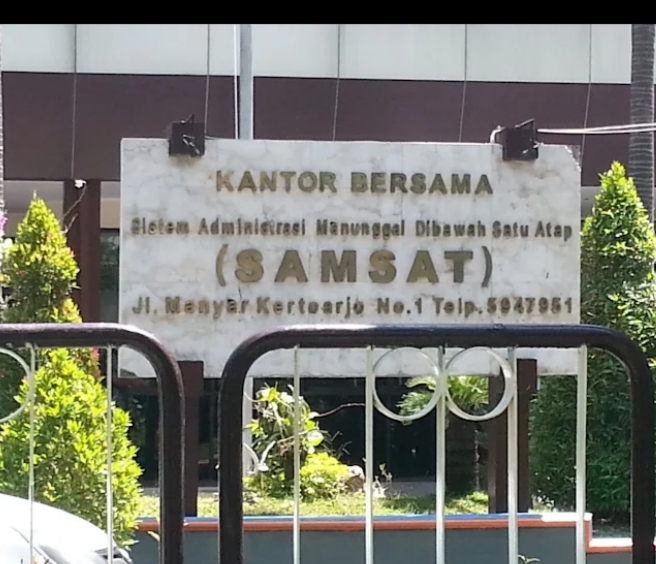 KANTOR BERSAMA
Sistem Administrasi Manunggal Dibawah Satu Atap
(SAMSAT)
Jl. Manyar Kertoarjo No.1 Telp. 5947951